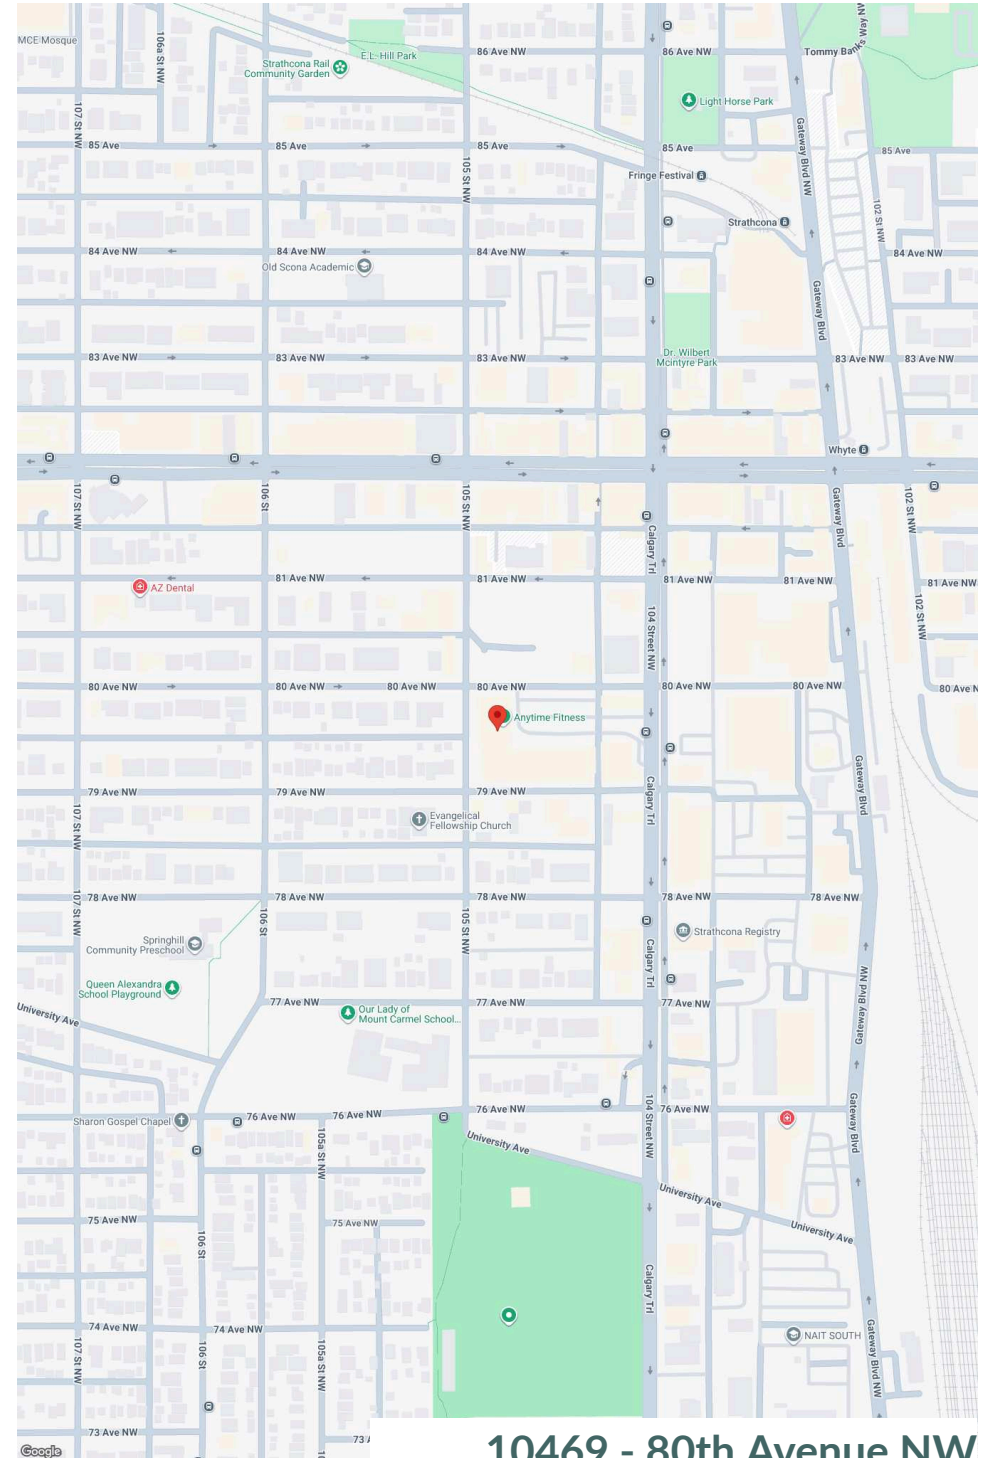 MCE Mosque
106a St NW
Strathcona Rail
Community Garden
E.L. Hill Park
86 Ave NW
86 Ave NW
Tommy Banks
Way NW
107 St NW
Light Horse Park
Gateway Blvd NW
85 Ave
85 Ave
85 Ave
85 Ave
85 Ave
105 St NW
Fringe Festival
Strathcona
102 St NW
84 Ave NW
84 Ave NW
84 Ave NW
84 Ave NW
Old Scona Academic
Gateway Blvd
83 Ave NW
83 Ave NW
83 Ave NW
Dr. Wilbert
Mcintyre Park
83 Ave NW
83 Ave NW
Whyte
107 St NW
106 St
105 St NW
Calgary Trl
Gateway Blvd
102 St NW
81 Ave NW
81 Ave NW
81 Ave NW
81 Ave NW
81 Ave NW
AZ Dental
104 Street NW
102 St NW
80 Ave NW
80 Ave NW
80 Ave NW
80 Ave NW
80 Ave NW
80 Ave NW
80 Ave N
Anytime Fitness
Gateway Blvd
79 Ave NW
79 Ave NW
79 Ave NW
Calgary Trl
107 St NW
Evangelical
Fellowship Church
78 Ave NW
78 Ave NW
78 Ave NW
78 Ave NW
78 Ave NW
107 St NW
106 St
105 St NW
Strathcona Registry
Springhill
Community Preschool
Calgary Trl
Gateway Blvd NW
Queen Alexandra
School Playground
77 Ave NW
77 Ave NW
77 Ave NW
University Ave
Our Lady of
Mount Carmel School...
104 Street NW
Gateway Blvd
76 Ave NW
76 Ave NW
76 Ave NW
76 Ave NW
Sharon Gospel Chapel
105a St NW
University Ave
University Ave
75 Ave NW
75 Ave NW
University Ave
106 St
Calgary Trl
74 Ave NW
74 Ave NW
NAIT SOUTH
107 St NW
106 St
105a St NW
Gateway Blvd NW
73 Ave NW
73 A
Google
10469 - 80th Avenue NW